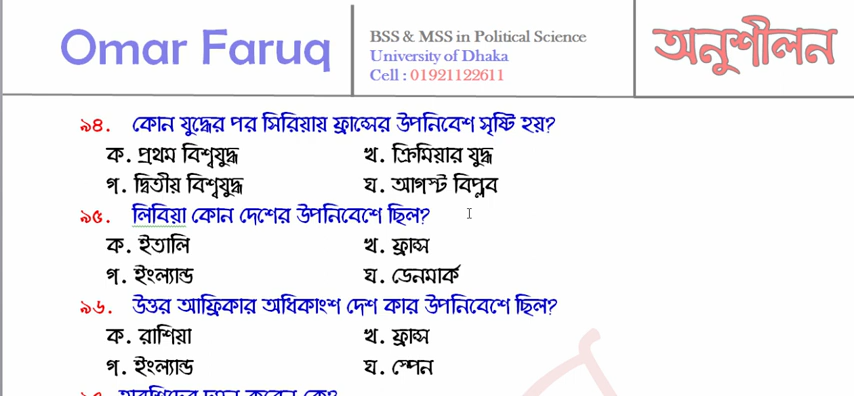 Omar Faruq
BSS & MSS in Political Science
University of Dhaka
Cell : 01921122611
অনুশীলন
৯৪. কোন যুদ্ধের পর সিরিয়ায় ফ্রান্সের উপনিবেশ সৃষ্টি হয়?
ক. প্রথম বিশ্বযুদ্ধ খ. ক্রিমিয়ার যুদ্ধ
গ. দ্বিতীয় বিশ্বযুদ্ধ ঘ. আগস্ট বিপ্লব
৯৫. লিবিয়া কোন দেশের উপনিবেশে ছিল?
ক. ইতালি খ. ফ্রান্স
গ. ইংল্যান্ড ঘ. ডেনমার্ক
৯৬. উত্তর আফ্রিকার অধিকাংশ দেশ কার উপনিবেশে ছিল?
ক. রাশিয়া খ. ফ্রান্স
গ. ইংল্যান্ড ঘ. স্পেন